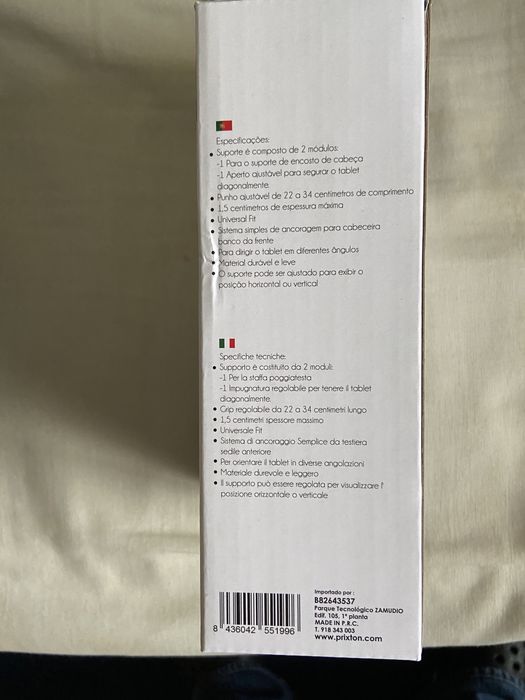 Especificações:
• Suporte é composto de 2 módulos:
-1 Para o suporte de encosto de cabeça
-1 Aperto ajustável para segurar o tablet
diagonalmente.
• Punho ajustável de 22 a 34 centímetros de comprimento
• 1,5 centímetros de espessura máxima
• Universal Fit
• Sistema simples de ancoragem para cabeceira
banco da frente
• Para dirigir o tablet em diferentes ângulos
• Material durável e leve
• O suporte pode ser ajustado para exibir o
posição horizontal ou vertical
Specifiche tecniche:
• Supporto è costituito da 2 moduli:
-1 Per la staffa poggiatesta
-1 Impugnatura regolabile per tenere il tablet
diagonalmente.
• Grip regolabile da 22 a 34 centimetri lungo
• 1,5 centimetri spessore massimo
• Universale Fit
• Sistema di ancoraggio Semplice da testiera
sedile anteriore
• Per orientare il tablet in diverse angolazioni
• Materiale durevole e leggero
• Il supporto può essere regolata per visualizzare l'
posizione orizzontale o verticale
8 436042 551996
Importado por :
B82643537
Parque Tecnológico ZAMUDIO
Edif. 105, 1ª planta
MADE IN P.R.C.
T. 918 343 003
www.prixton.com